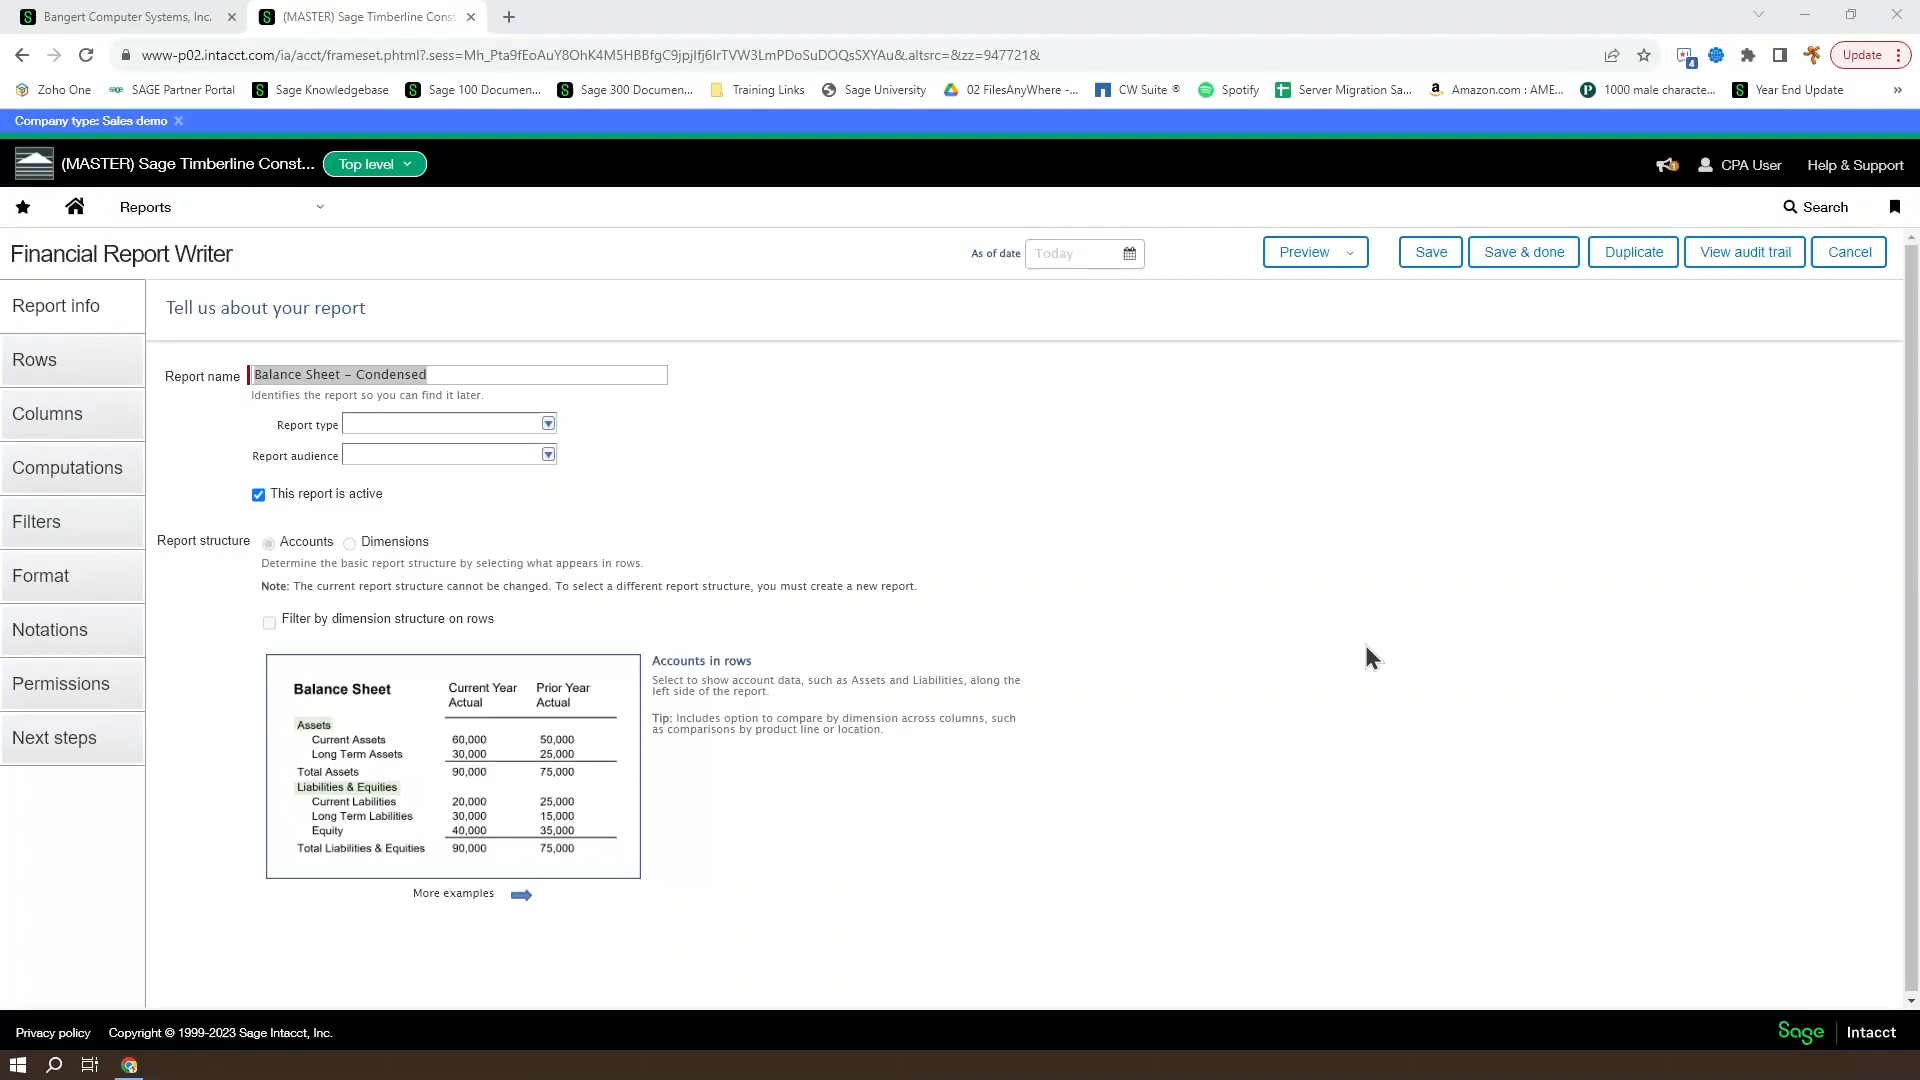 Bangert Computer Systems, Inc.
(MASTER) Sage Timberline Const
www-p02.intacct.com/ia/acct/frameset.phtml?.sess=Mh_Pta9fEoAuY8OhK4M5HBBfgC9jpjIfj6IrTVW3LmPDoSuDOQsSXYAu&.altsrc=&zz=947721&
4
Update
Zoho One
SAGE Partner Portal
Sage Knowledgebase
Sage 100 Documen...
Sage 300 Documen...
Training Links
Sage University
02 FilesAnyWhere -...
CW Suite ®
Spotify
Server Migration Sa...
Amazon.com : AME...
1000 male characte...
Year End Update
»
Company type: Sales demo
(MASTER) Sage Timberline Const...
Top level
CPA User
Help & Support
Reports
Search
Financial Report Writer
As of date
Today
Preview
Save
Save & done
Duplicate
View audit trail
Cancel
Report info
Rows
Columns
Computations
Filters
Format
Notations
Permissions
Next steps
Tell us about your report
Report name
Balance Sheet – Condensed
Identifies the report so you can find it later.
Report type
Report audience
This report is active
Report structure
Accounts
Dimensions
Determine the basic report structure by selecting what appears in rows.
Note: The current report structure cannot be changed. To select a different report structure, you must create a new report.
Filter by dimension structure on rows
Balance Sheet
Current Year Actual
Prior Year Actual
Assets
Current Assets 60,000 50,000
Long Term Assets 30,000 25,000
Total Assets 90,000 75,000
Liabilities & Equities
Current Labilities 20,000 25,000
Long Term Labilities 30,000 15,000
Equity 40,000 35,000
Total Liabilities & Equities 90,000 75,000
More examples
Accounts in rows
Select to show account data, such as Assets and Liabilities, along the
left side of the report.
Tip: Includes option to compare by dimension across columns, such
as comparisons by product line or location.
Privacy policy
Copyright © 1999-2023 Sage Intacct, Inc.
Sage
Intacct